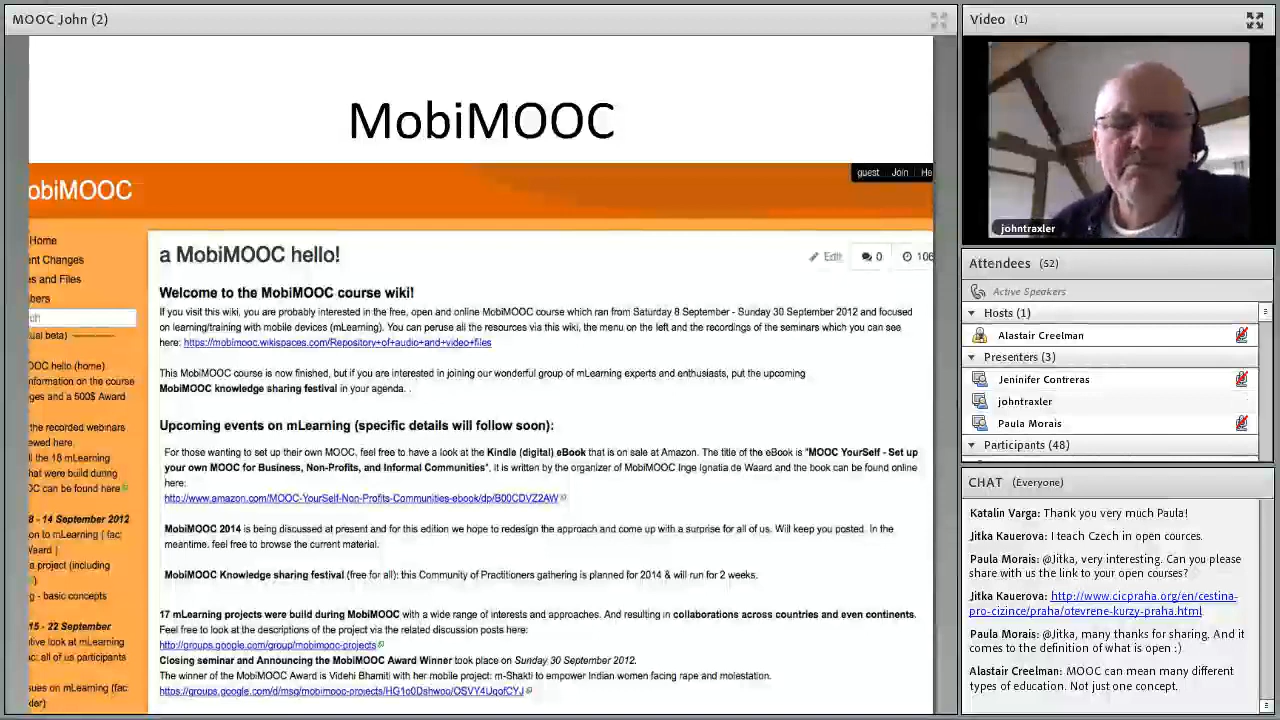 MOOC John (2)
MobiMOOC
obiMOOC
guest Join He
Home
nt Changes
es and Files
bers
ch
ual beta)
OOC hello (home)
nformation on the course
ges and a 500$ Award
the recorded webinars
ewed here.
ll the 18 mLearning
hat were build during
OC can be found here
8 - 14 September 2012
on to mLearning ( fac:
Waard )
a project (including
g - basic concepts
15 - 22 September
tive look at mLearning
c: all of us participants
sues on mLearning (fac:
xler)
a MobiMOOC hello!
Edit 0 106
Welcome to the MobiMOOC course wiki!
If you visit this wiki, you are probably interested in the free, open and online MobiMOOC course which ran from Saturday 8 September - Sunday 30 September 2012 and focused
on learning/training with mobile devices (mLearning). You can peruse all the resources via this wiki, the menu on the left and the recordings of the seminars which you can see
here: https://mobimooc.wikispaces.com/Repository+of+audio+and+video+files
This MobiMOOC course is now finished, but if you are interested in joining our wonderful group of mLearning experts and enthusiasts, put the upcoming
MobiMOOC knowledge sharing festival in your agenda. .
Upcoming events on mLearning (specific details will follow soon):
For those wanting to set up their own MOOC, feel free to have a look at the Kindle (digital) eBook that is on sale at Amazon. The title of the eBook is "MOOC YourSelf - Set up
your own MOOC for Business, Non-Profits, and Informal Communities", it is written by the organizer of MobiMOOC Inge Ignatia de Waard and the book can be found online
here:
http://www.amazon.com/MOOC-YourSelf-Non-Profits-Communities-ebook/dp/B00CDVZ2AW
MobiMOOC 2014 is being discussed at present and for this edition we hope to redesign the approach and come up with a surprise for all of us. Will keep you posted. In the
meantime, feel free to browse the current material.
MobiMOOC Knowledge sharing festival (free for all): this Community of Practitioners gathering is planned for 2014 & will run for 2 weeks.
17 mLearning projects were build during MobiMOOC with a wide range of interests and approaches. And resulting in collaborations across countries and even continents.
Feel free to look at the descriptions of the project via the related discussion posts here:
http://groups.google.com/group/mobimooc-projects
Closing seminar and Announcing the MobiMOOC Award Winner took place on Sunday 30 September 2012.
The winner of the MobiMOOC Award is Videhi Bhamiti with her mobile project: m-Shakti to empower Indian women facing rape and molestation.
https://groups.google.com/d/msg/mobimooc-projects/HG1o0Dshwoo/OSVY4UgofCYJ
Video (1)
johntraxler
Attendees (52)
Active Speakers
Hosts (1)
Alastair Creelman
Presenters (3)
Jeninifer Contreras
johntraxler
Paula Morais
Participants (48)
CHAT (Everyone)
Katalin Varga: Thank you very much Paula!
Jitka Kauerova: I teach Czech in open cources.
Paula Morais: @Jitka, very interesting. Can you please
share with us the link to your open courses?
Jitka Kauerova: http://www.cicpraha.org/en/cestina-
pro-cizince/praha/otevrene-kurzy-praha.html.
Paula Morais: @Jitka, many thanks for sharing. And it
comes to the definition of what is open :)
Alastair Creelman: MOOC can mean many different
types of education. Not just one concept.